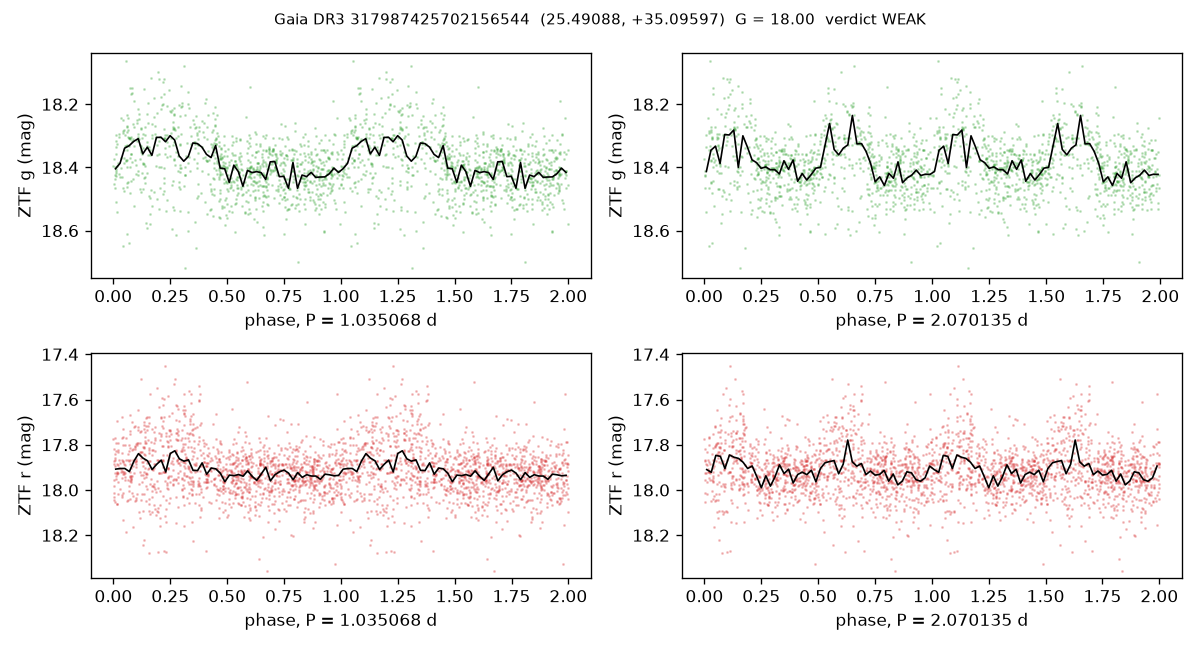 Gaia DR3 317987425702156544 (25.49088, +35.09597) G = 18.00 verdict WEAK
ZTF g (mag)
18.2
18.4
18.6
0.00 0.25 0.50 0.75 1.00 1.25 1.50 1.75 2.00
phase, P = 1.035068 d
ZTF g (mag)
18.2
18.4
18.6
0.00 0.25 0.50 0.75 1.00 1.25 1.50 1.75 2.00
phase, P = 2.070135 d
ZTF r (mag)
17.4
17.6
17.8
18.0
18.2
0.00 0.25 0.50 0.75 1.00 1.25 1.50 1.75 2.00
phase, P = 1.035068 d
ZTF r (mag)
17.4
17.6
17.8
18.0
18.2
0.00 0.25 0.50 0.75 1.00 1.25 1.50 1.75 2.00
phase, P = 2.070135 d